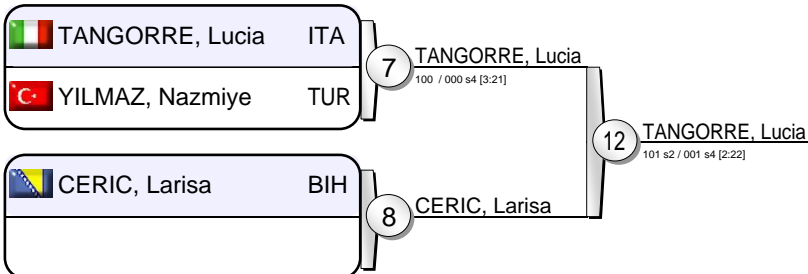 TANGORRE, Lucia ITA
YILMAZ, Nazmiye TUR
7
TANGORRE, Lucia
100 / 000 s4 [3:21]
12
TANGORRE, Lucia
101 s2 / 001 s4 [2:22]
CERIC, Larisa BIH
8
CERIC, Larisa